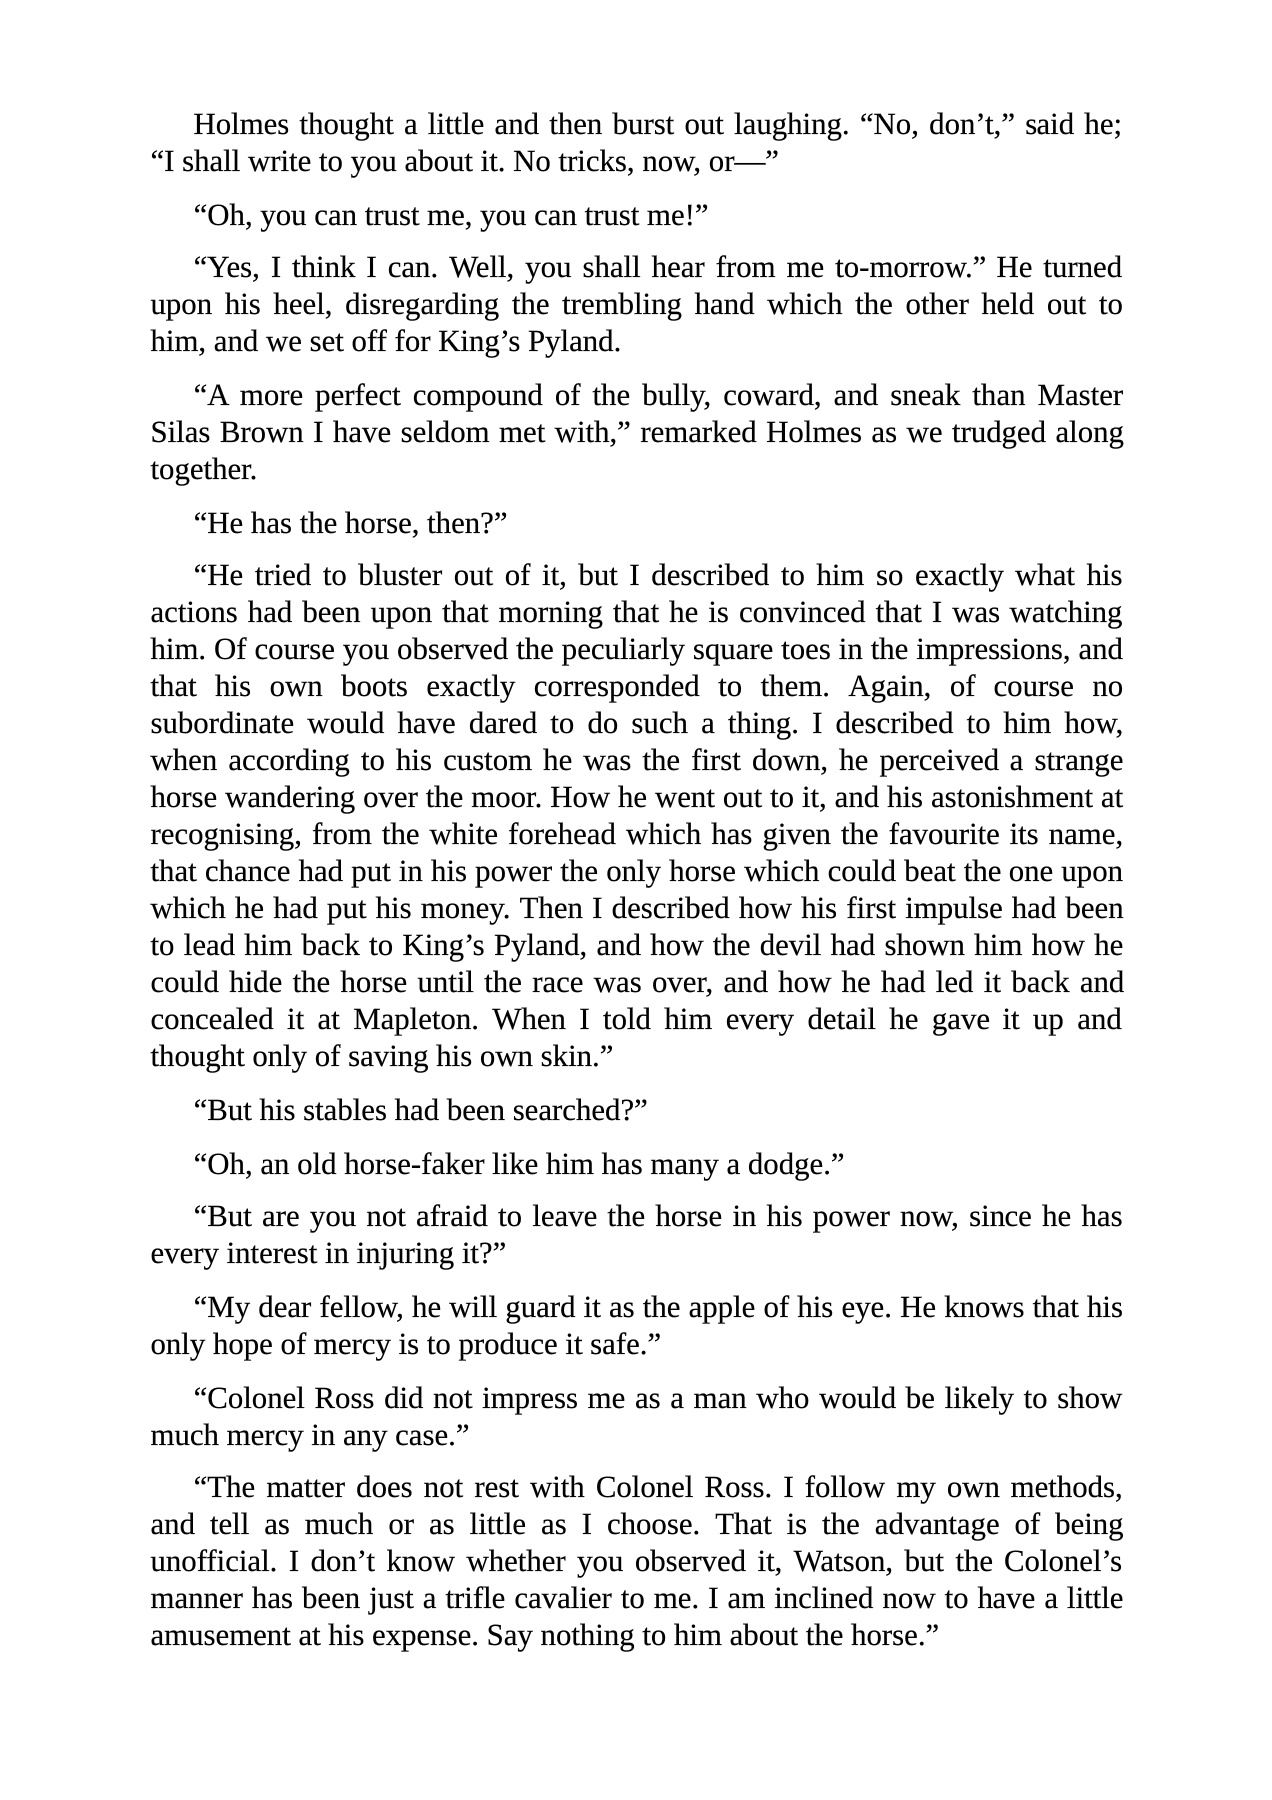 Holmes thought a little and then burst out laughing. “No, don’t,” said he;
“I shall write to you about it. No tricks, now, or—”
“Oh, you can trust me, you can trust me!”
“Yes, I think I can. Well, you shall hear from me to-morrow.” He turned
upon his heel, disregarding the trembling hand which the other held out to
him, and we set off for King’s Pyland.
“A more perfect compound of the bully, coward, and sneak than Master
Silas Brown I have seldom met with,” remarked Holmes as we trudged along
together.
“He has the horse, then?”
“He tried to bluster out of it, but I described to him so exactly what his
actions had been upon that morning that he is convinced that I was watching
him. Of course you observed the peculiarly square toes in the impressions, and
that his own boots exactly corresponded to them. Again, of course no
subordinate would have dared to do such a thing. I described to him how,
when according to his custom he was the first down, he perceived a strange
horse wandering over the moor. How he went out to it, and his astonishment at
recognising, from the white forehead which has given the favourite its name,
that chance had put in his power the only horse which could beat the one upon
which he had put his money. Then I described how his first impulse had been
to lead him back to King’s Pyland, and how the devil had shown him how he
could hide the horse until the race was over, and how he had led it back and
concealed it at Mapleton. When I told him every detail he gave it up and
thought only of saving his own skin.”
“But his stables had been searched?”
“Oh, an old horse-faker like him has many a dodge.”
“But are you not afraid to leave the horse in his power now, since he has
every interest in injuring it?”
“My dear fellow, he will guard it as the apple of his eye. He knows that his
only hope of mercy is to produce it safe.”
“Colonel Ross did not impress me as a man who would be likely to show
much mercy in any case.”
“The matter does not rest with Colonel Ross. I follow my own methods,
and tell as much or as little as I choose. That is the advantage of being
unofficial. I don’t know whether you observed it, Watson, but the Colonel’s
manner has been just a trifle cavalier to me. I am inclined now to have a little
amusement at his expense. Say nothing to him about the horse.”